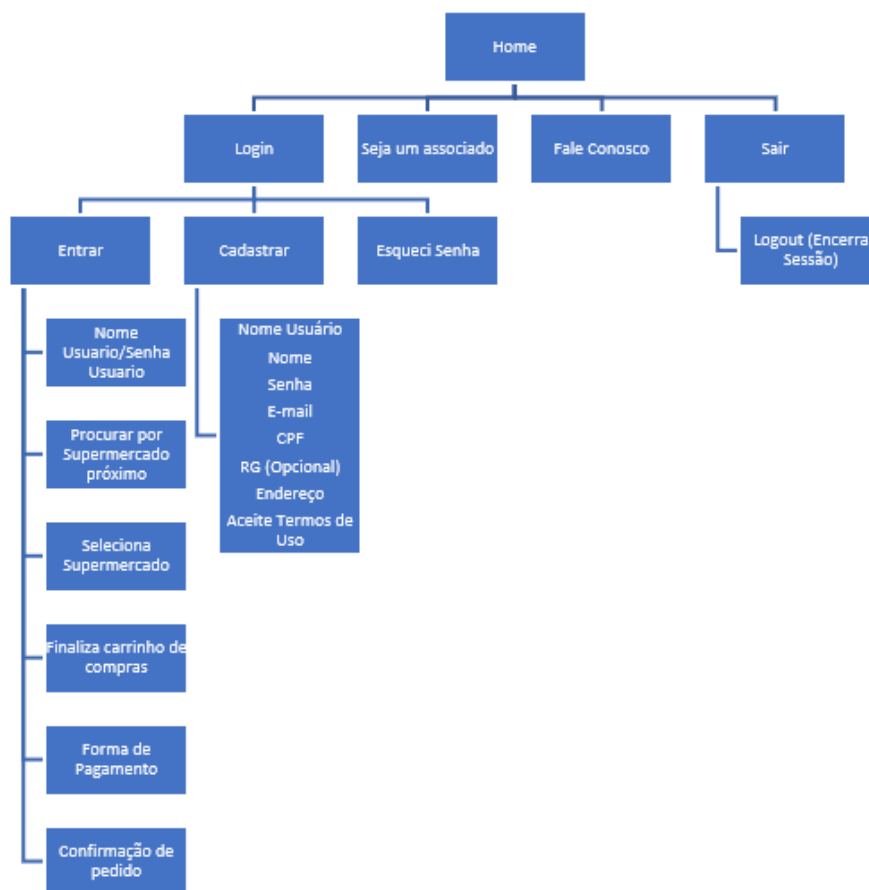 Home
Login
Seja um associado
Fale Conosco
Sair
Entrar
Cadastrar
Esqueci Senha
Logout (Encerra
Sessão)
Nome
Usuario/Senha
Usuario
Procurar por
Supermercado
próximo
Seleciona
Supermercado
Finaliza carrinho de
compras
Forma de
Pagamento
Confirmação de
pedido
Nome Usuário
Nome
Senha
E-mail
CPF
RG (Opcional)
Endereço
Aceite Termos de
Uso